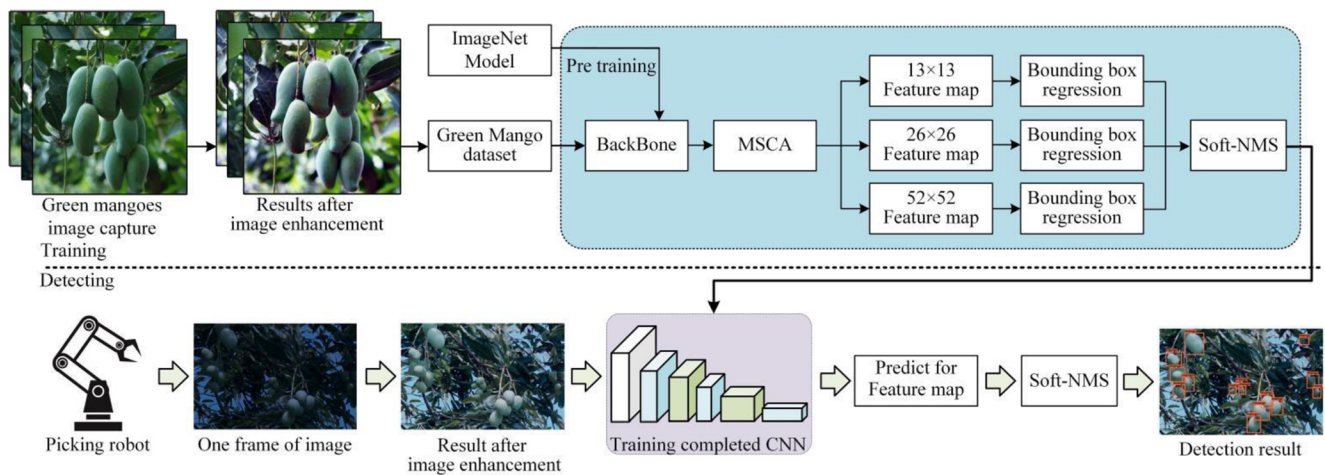 Green mangoes
image capture
Results after
image enhancement
ImageNet
Model
Green Mango
dataset
Pre training
BackBone
MSCA
13×13
Feature map
26×26
Feature map
52×52
Feature map
Bounding box
regression
Bounding box
regression
Bounding box
regression
Soft-NMS
Training
Detecting
Picking robot
One frame of image
Result after
image enhancement
Training completed CNN
Predict for
Feature map
Soft-NMS
Detection result